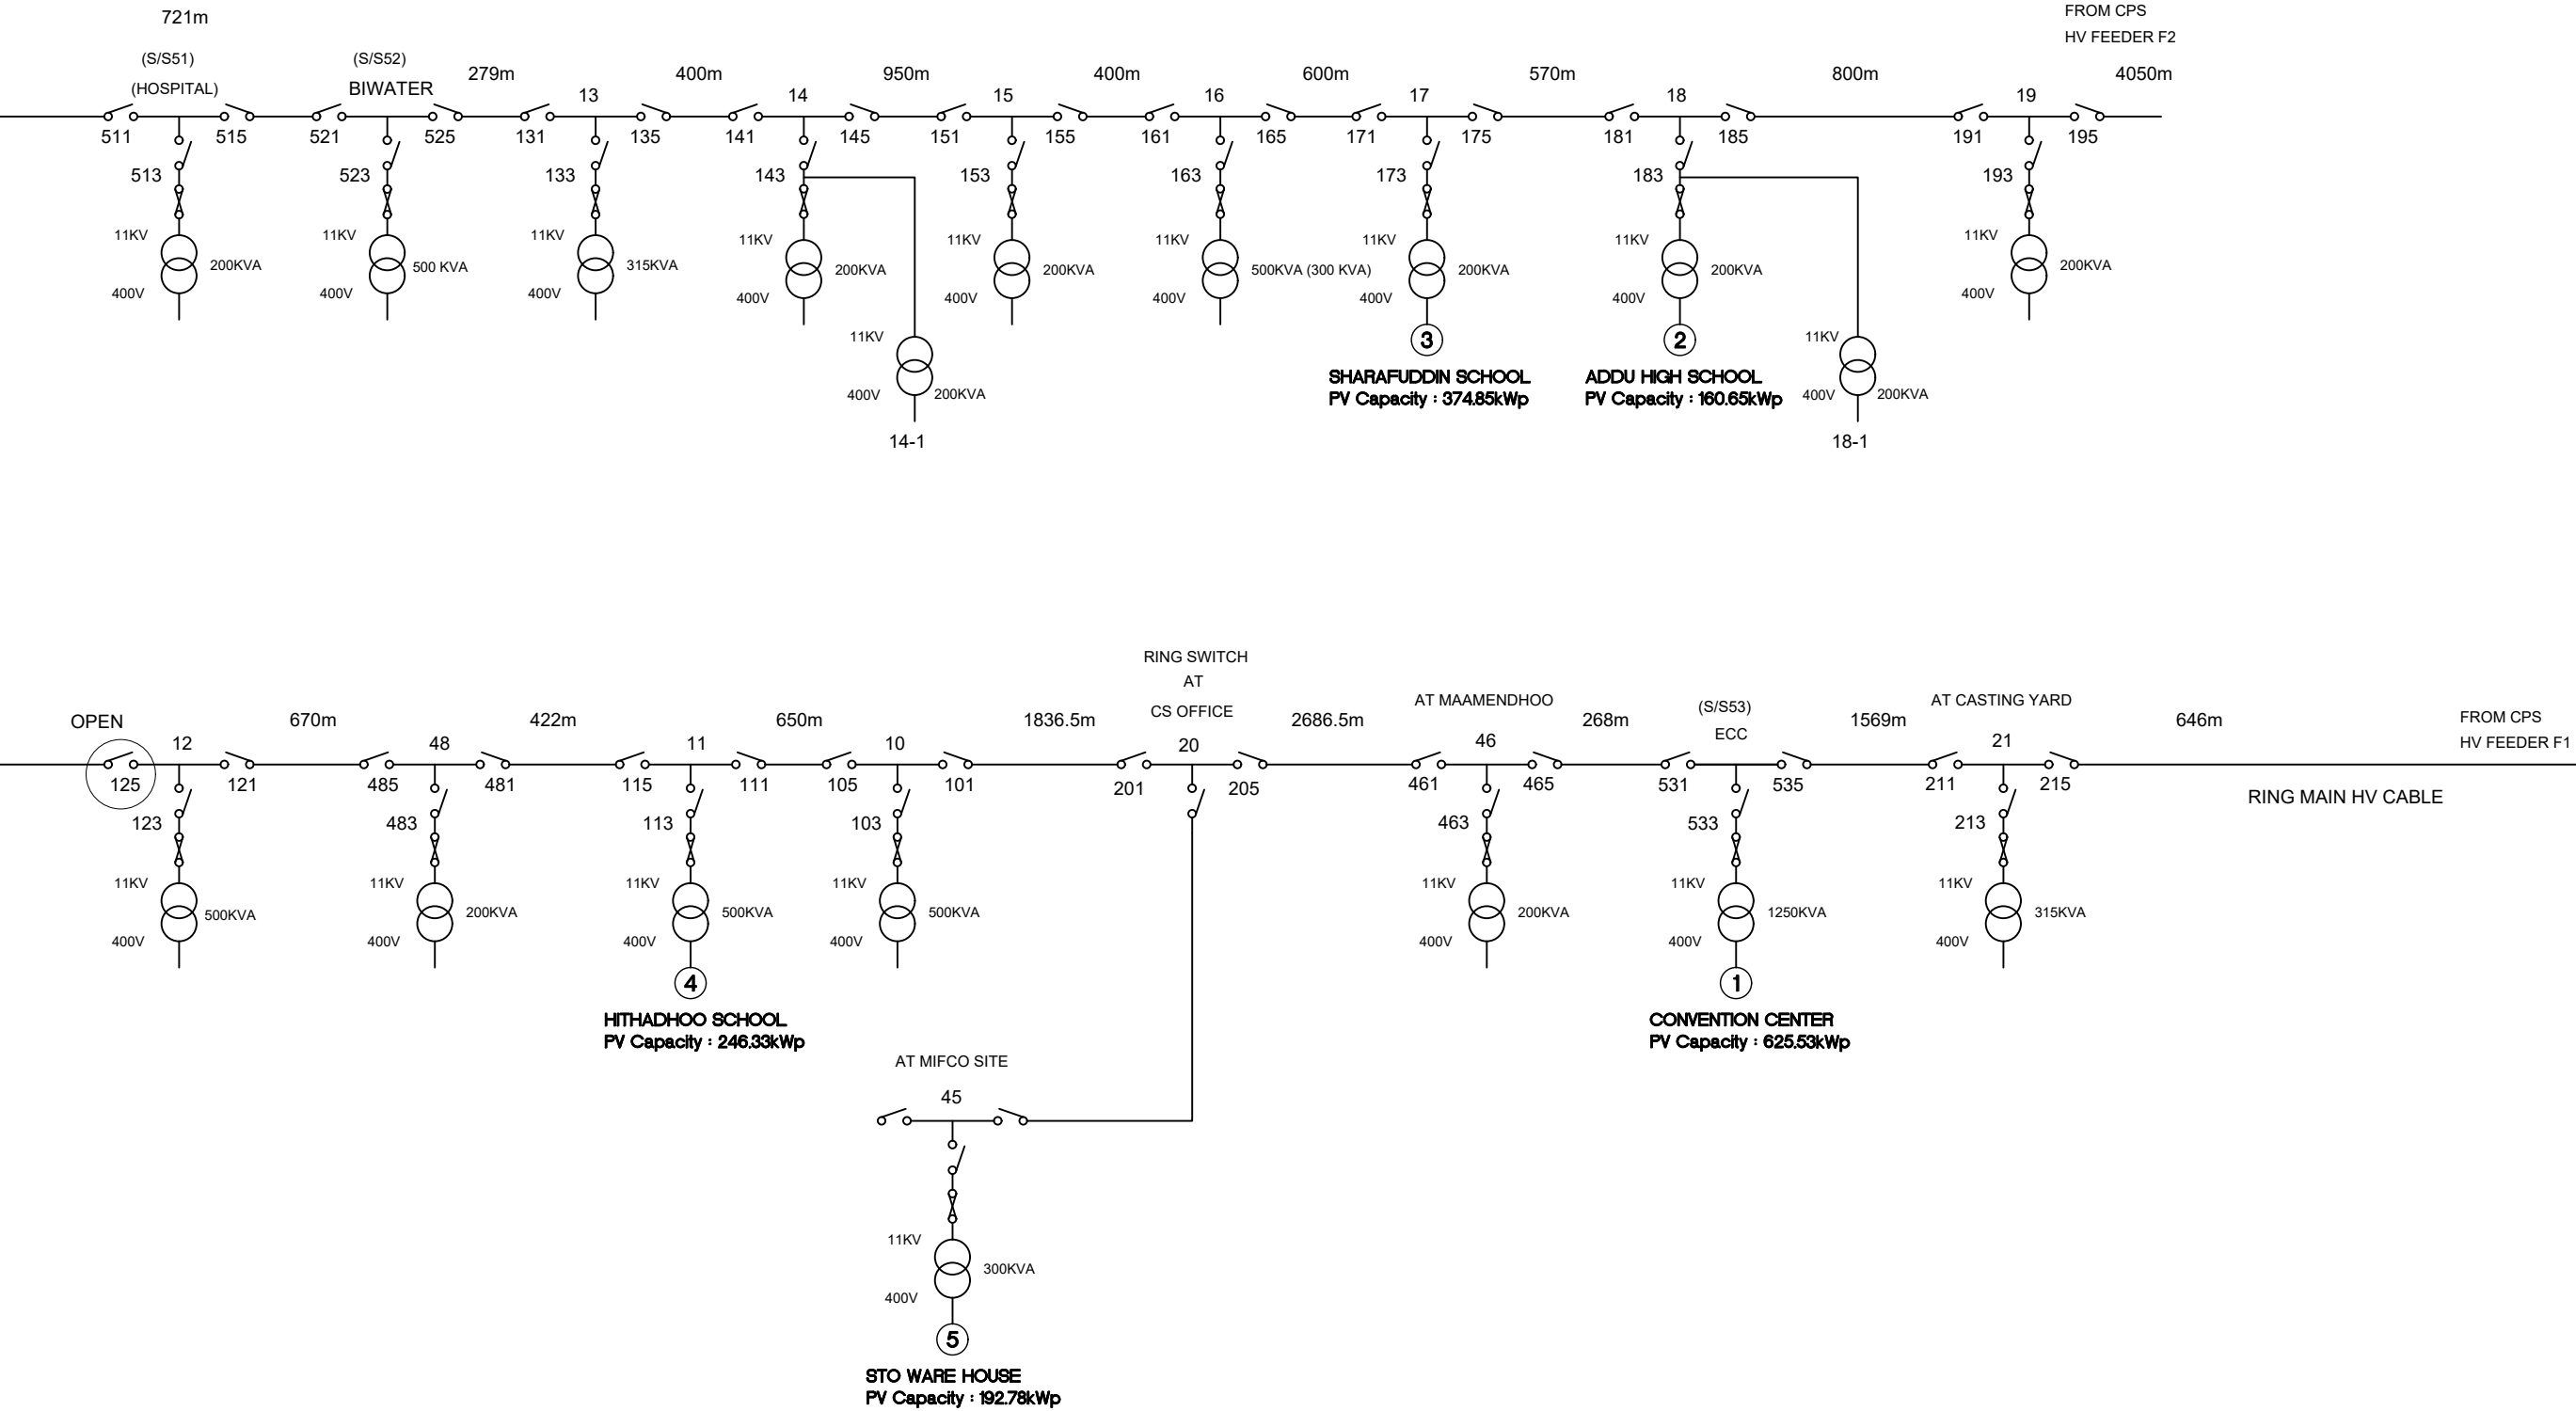 721m
FROM CPS
HV FEEDER F2
(S/S51)
(HOSPITAL)
(S/S52)
BIWATER
279m
400m
950m
400m
600m
570m
800m
4050m
13
14
15
16
17
18
19
511
515
521
525
131
135
141
145
151
155
161
165
171
175
181
185
191
195
513
523
133
143
153
163
173
183
193
11KV
200KVA
400V
11KV
500 KVA
400V
11KV
315KVA
400V
11KV
200KVA
400V
11KV
200KVA
400V
11KV
500KVA (300 KVA)
400V
11KV
200KVA
400V
11KV
200KVA
400V
11KV
200KVA
400V
11KV
400V
200KVA
14-1
3
SHARAFUDDIN SCHOOL
PV Capacity : 374.85kWp
2
ADDU HIGH SCHOOL
PV Capacity : 160.65kWp
11KV
400V
200KVA
18-1
RING SWITCH
AT
CS OFFICE
AT MAAMENDHOO
(S/S53)
ECC
AT CASTING YARD
FROM CPS
HV FEEDER F1
OPEN
670m
422m
650m
1836.5m
2686.5m
268m
1569m
646m
12
48
11
10
20
46
21
125
121
485
481
115
111
105
101
201
205
461
465
531
535
211
215
RING MAIN HV CABLE
123
483
113
103
463
533
213
11KV
500KVA
400V
11KV
200KVA
400V
11KV
500KVA
400V
11KV
500KVA
400V
11KV
200KVA
400V
11KV
1250KVA
400V
11KV
315KVA
400V
4
HITHADHOO SCHOOL
PV Capacity : 246.33kWp
1
CONVENTION CENTER
PV Capacity : 625.53kWp
AT MIFCO SITE
45
11KV
300KVA
400V
5
STO WARE HOUSE
PV Capacity : 192.78kWp